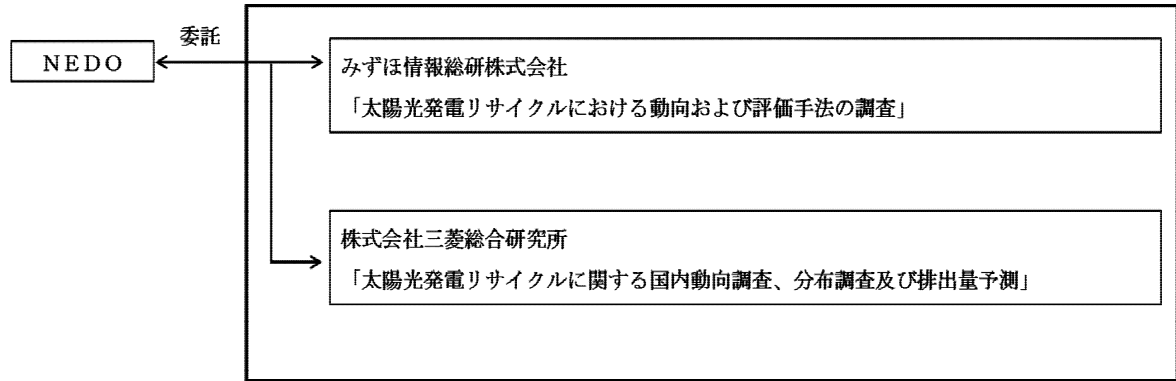 委託
NEDO
みずほ情報総研株式会社
「太陽光発電リサイクルにおける動向および評価手法の調査」
株式会社三菱総合研究所
「太陽光発電リサイクルに関する国内動向調査、分布調査及び排出量予測」